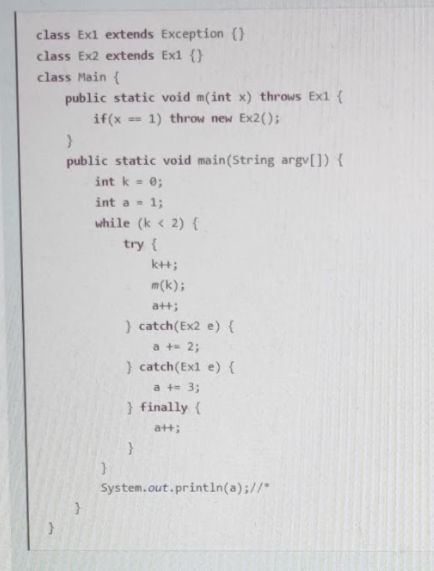 class Ex1 extends Exception {}
class Ex2 extends Ex1 {}
class Main {
    public static void m(int x) throws Ex1 {
        if(x == 1) throw new Ex2();
    }
    public static void main(String argv[]) {
        int k = 0;
        int a = 1;
        while (k < 2) {
            try {
                k++;
                m(k);
                a++;
            } catch(Ex2 e) {
                a += 2;
            } catch(Ex1 e) {
                a += 3;
            } finally {
                a++;
            }
        }
        System.out.println(a);//*
    }
}